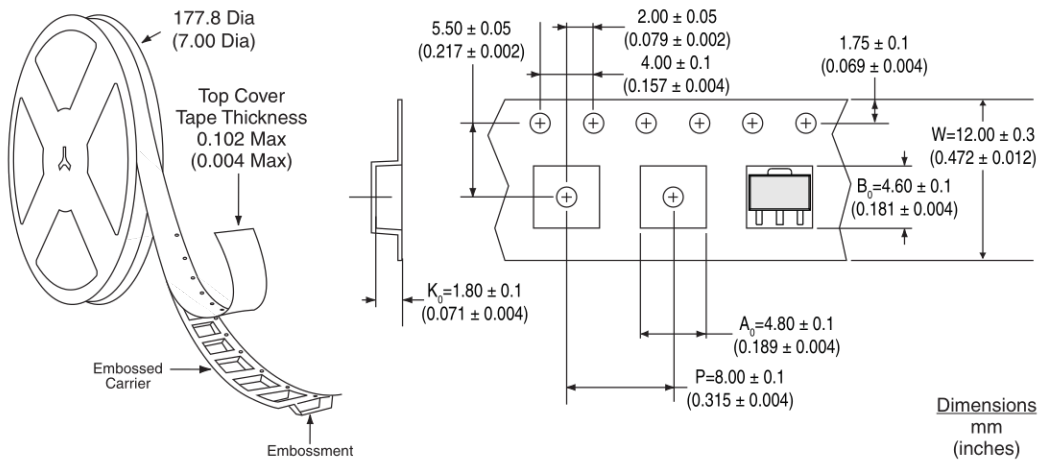 177.8 Dia
(7.00 Dia)
Top Cover
Tape Thickness
0.102 Max
(0.004 Max)
Embossed
Carrier
Embossment
5.50 ± 0.05
(0.217 ± 0.002)
2.00 ± 0.05
(0.079 ± 0.002)
4.00 ± 0.1
(0.157 ± 0.004)
1.75 ± 0.1
(0.069 ± 0.004)
W=12.00 ± 0.3
(0.472 ± 0.012)
B₀=4.60 ± 0.1
(0.181 ± 0.004)
K₀=1.80 ± 0.1
(0.071 ± 0.004)
A₀=4.80 ± 0.1
(0.189 ± 0.004)
P=8.00 ± 0.1
(0.315 ± 0.004)
Dimensions
mm
(inches)